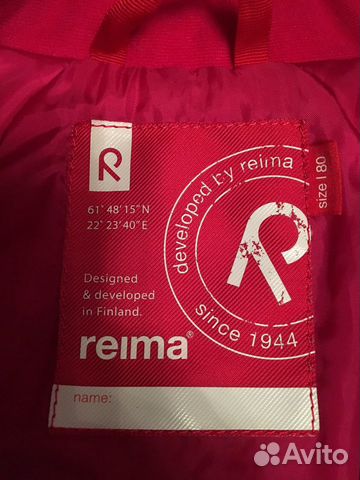 R
61° 48' 15" N
22° 23' 40" E
Designed
& developed
in Finland.
reima®
name:
developed by reima
R
since 1944
size | 80
Avito